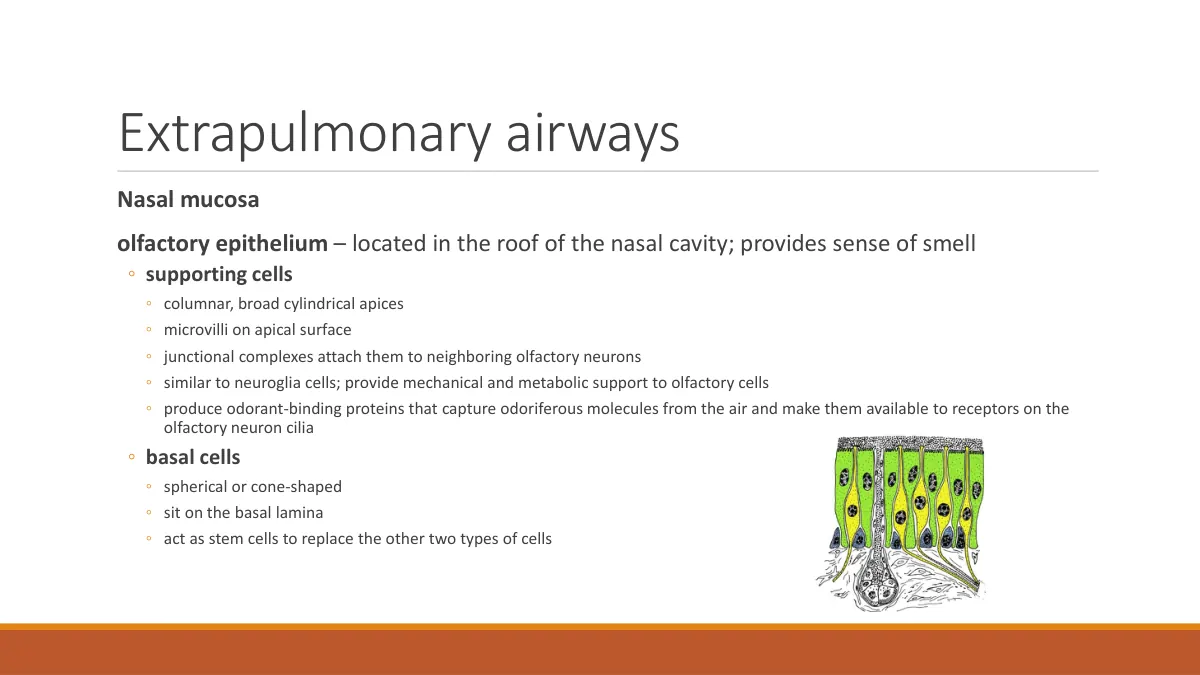 Extrapulmonary airways
Nasal mucosa
olfactory epithelium – located in the roof of the nasal cavity; provides sense of smell
◦ supporting cells
◦ columnar, broad cylindrical apices
◦ microvilli on apical surface
◦ junctional complexes attach them to neighboring olfactory neurons
◦ similar to neuroglia cells; provide mechanical and metabolic support to olfactory cells
◦ produce odorant-binding proteins that capture odoriferous molecules from the air and make them available to receptors on the
olfactory neuron cilia
◦ basal cells
◦ spherical or cone-shaped
◦ sit on the basal lamina
◦ act as stem cells to replace the other two types of cells